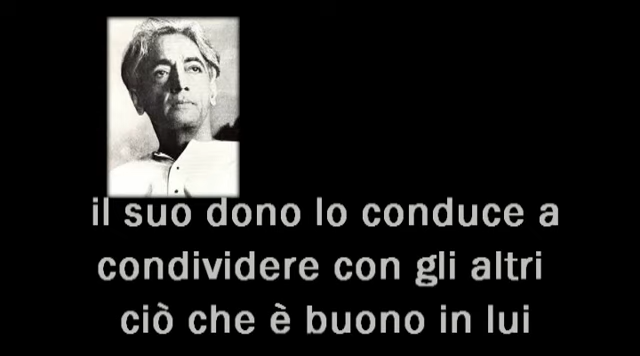 il suo dono lo conduce a
condividere con gli altri
ciò che è buono in lui